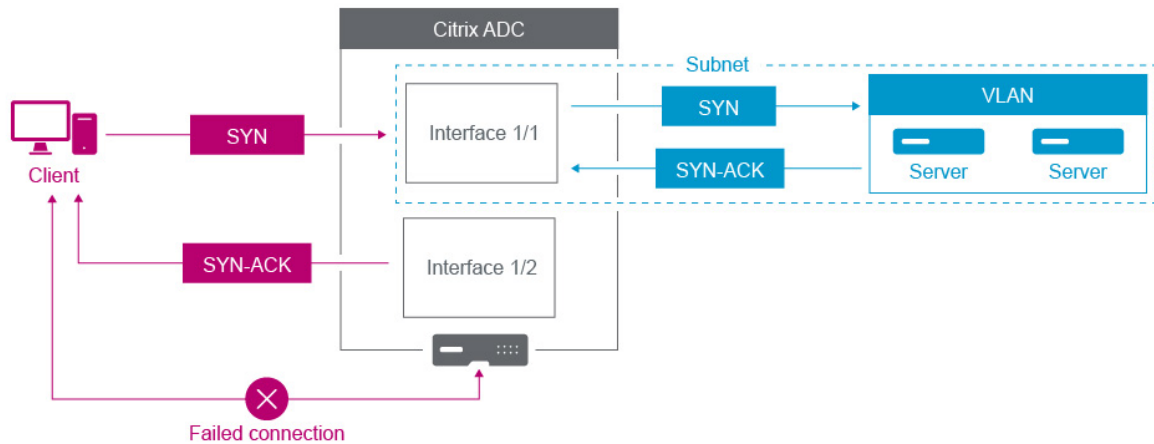 Citrix ADC
Subnet
SYN
VLAN
SYN
Interface 1/1
Client
SYN-ACK
Server
Server
SYN-ACK
Interface 1/2
Failed connection